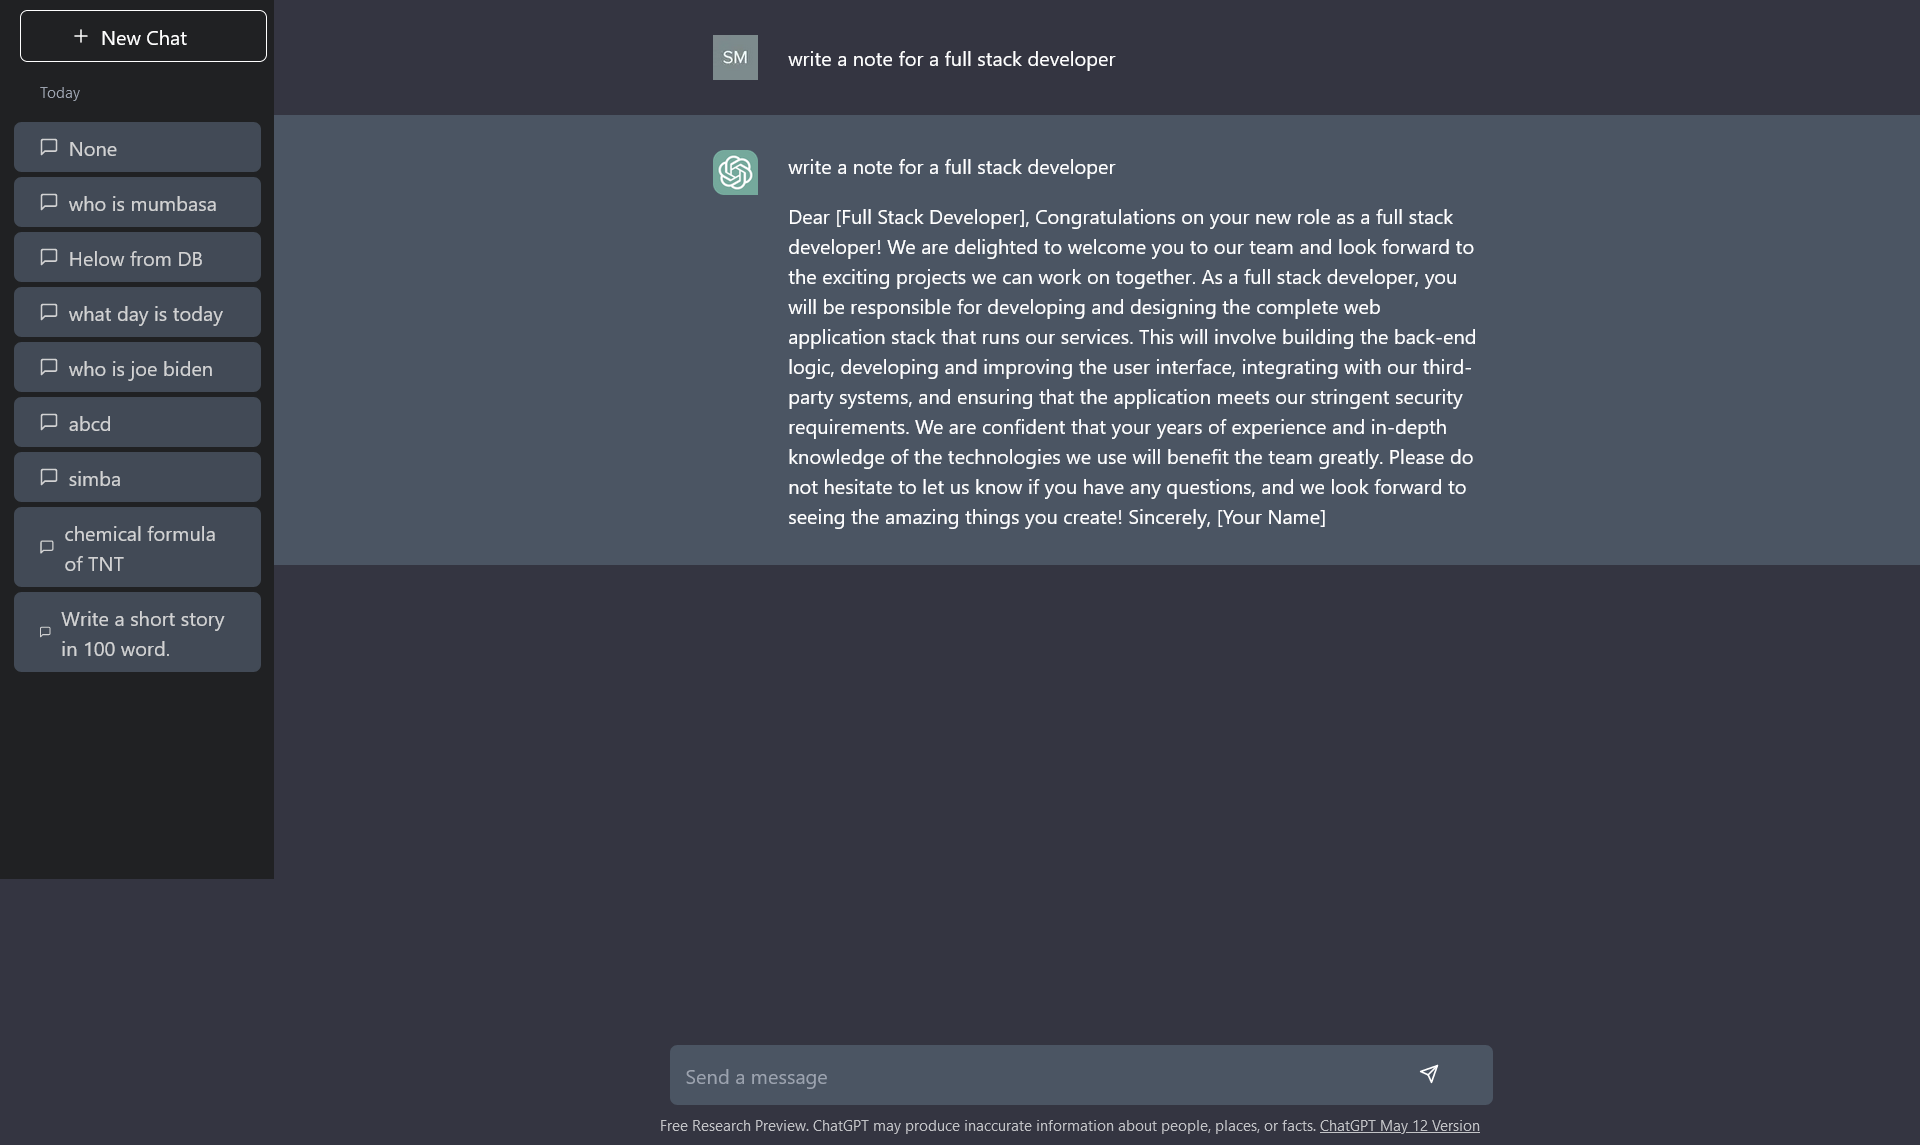 New Chat
Today
None
who is mumbasa
Helow from DB
what day is today
who is joe biden
abcd
simba
chemical formula
of TNT
Write a short story
in 100 word.
SM
write a note for a full stack developer
write a note for a full stack developer
Dear [Full Stack Developer], Congratulations on your new role as a full stack
developer! We are delighted to welcome you to our team and look forward to
the exciting projects we can work on together. As a full stack developer, you
will be responsible for developing and designing the complete web
application stack that runs our services. This will involve building the back-end
logic, developing and improving the user interface, integrating with our third-
party systems, and ensuring that the application meets our stringent security
requirements. We are confident that your years of experience and in-depth
knowledge of the technologies we use will benefit the team greatly. Please do
not hesitate to let us know if you have any questions, and we look forward to
seeing the amazing things you create! Sincerely, [Your Name]
Send a message
Free Research Preview. ChatGPT may produce inaccurate information about people, places, or facts. ChatGPT May 12 Version